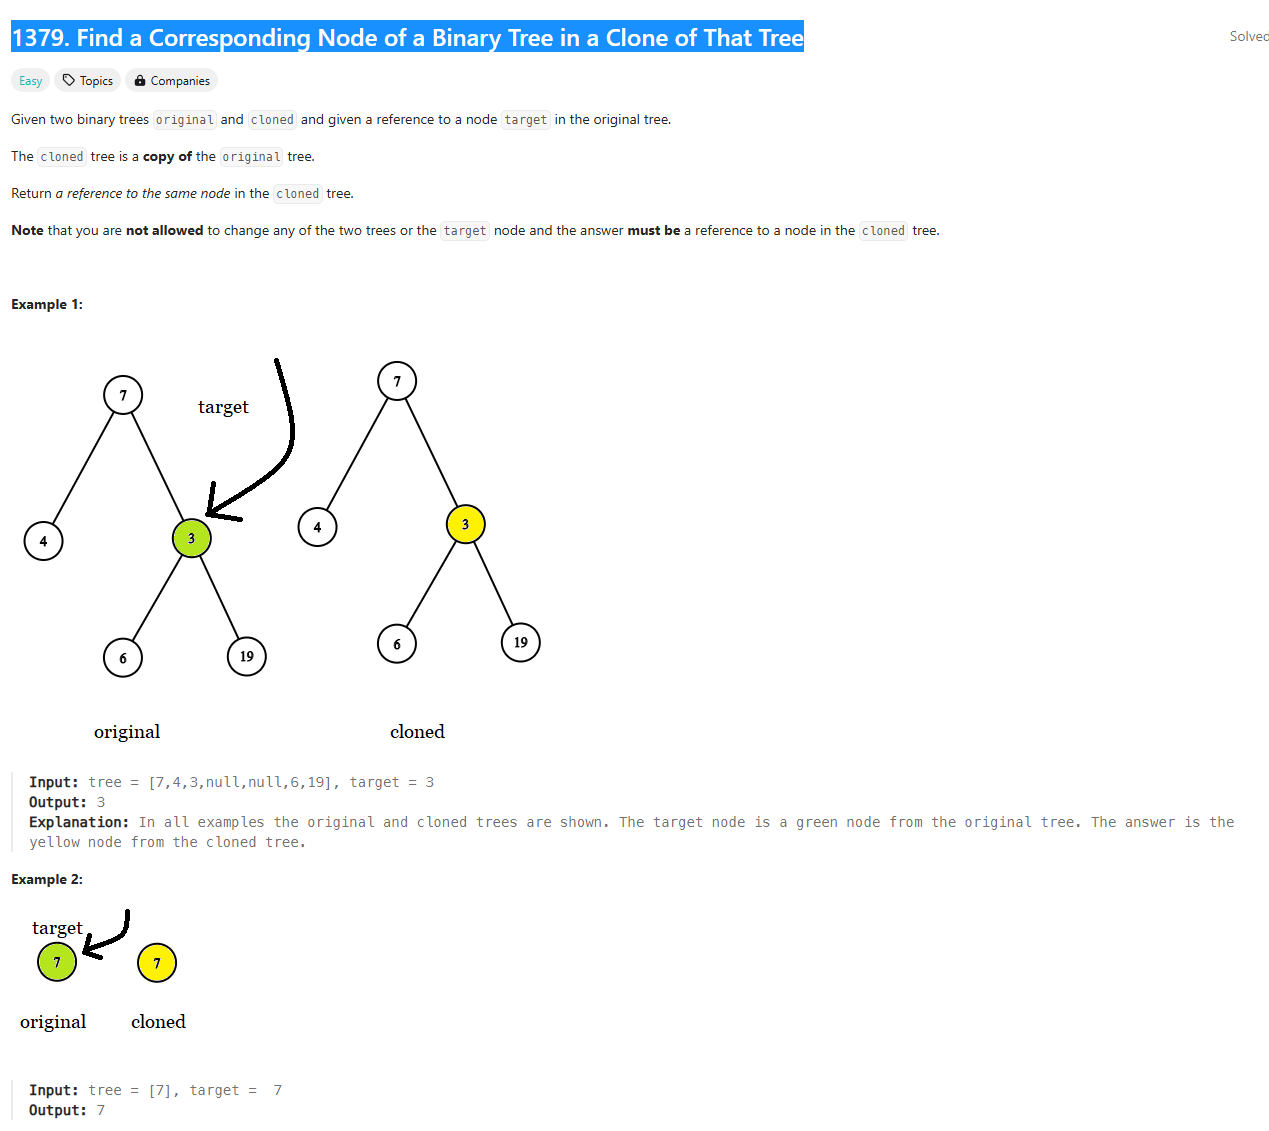 1379. Find a Corresponding Node of a Binary Tree in a Clone of That Tree
Solved
Easy Topics Companies
Given two binary trees original and cloned and given a reference to a node target in the original tree.
The cloned tree is a copy of the original tree.
Return a reference to the same node in the cloned tree.
Note that you are not allowed to change any of the two trees or the target node and the answer must be a reference to a node in the cloned tree.
Example 1:
7
target
7
4
3
4
3
6
19
6
19
original
cloned
Input: tree = [7,4,3,null,null,6,19], target = 3
Output: 3
Explanation: In all examples the original and cloned trees are shown. The target node is a green node from the original tree. The answer is the
yellow node from the cloned tree.
Example 2:
target
7
7
original
cloned
Input: tree = [7], target =  7
Output: 7